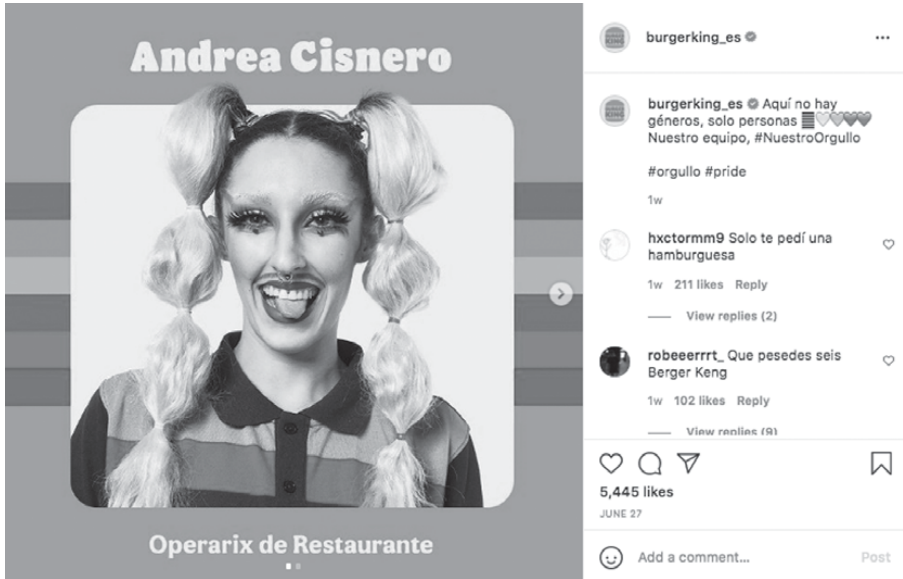 Andrea Cisnero
Operarix de Restaurante
burgerking_es
burgerking_es Aquí no hay
géneros, solo personas
Nuestro equipo, #NuestroOrgullo
#orgullo #pride
1w
hxctormm9 Solo te pedí una
hamburguesa
1w 211 likes Reply
View replies (2)
robeeerrrt_ Que pesedes seis
Berger Keng
1w 102 likes Reply
View replies (9)
5,445 likes
JUNE 27
Add a comment... Post